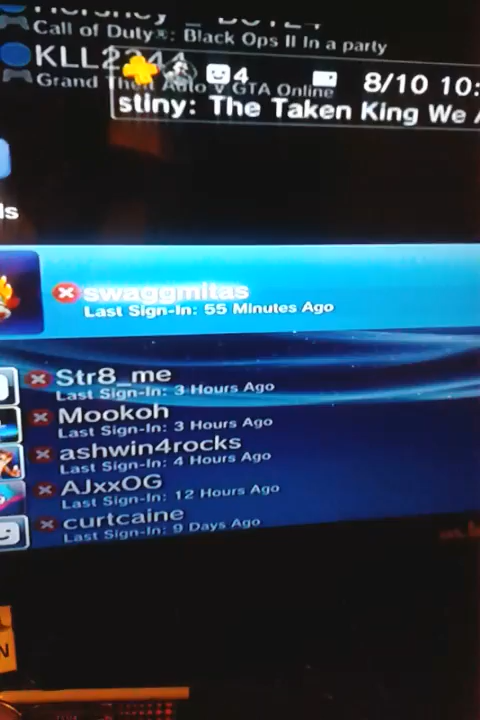 Call of Duty®: Black Ops II In a party
KLL2344
4
8/10 10:
Grand Theft Auto V GTA Online
stiny: The Taken King We
ls
swaggmitas
Last Sign-In: 55 Minutes Ago
Str8_me
Last Sign-In: 3 Hours Ago
Mookoh
Last Sign-In: 3 Hours Ago
ashwin4rocks
Last Sign-In: 4 Hours Ago
AJxxOG
Last Sign-In: 12 Hours Ago
curtcaine
Last Sign-In: 9 Days Ago
N